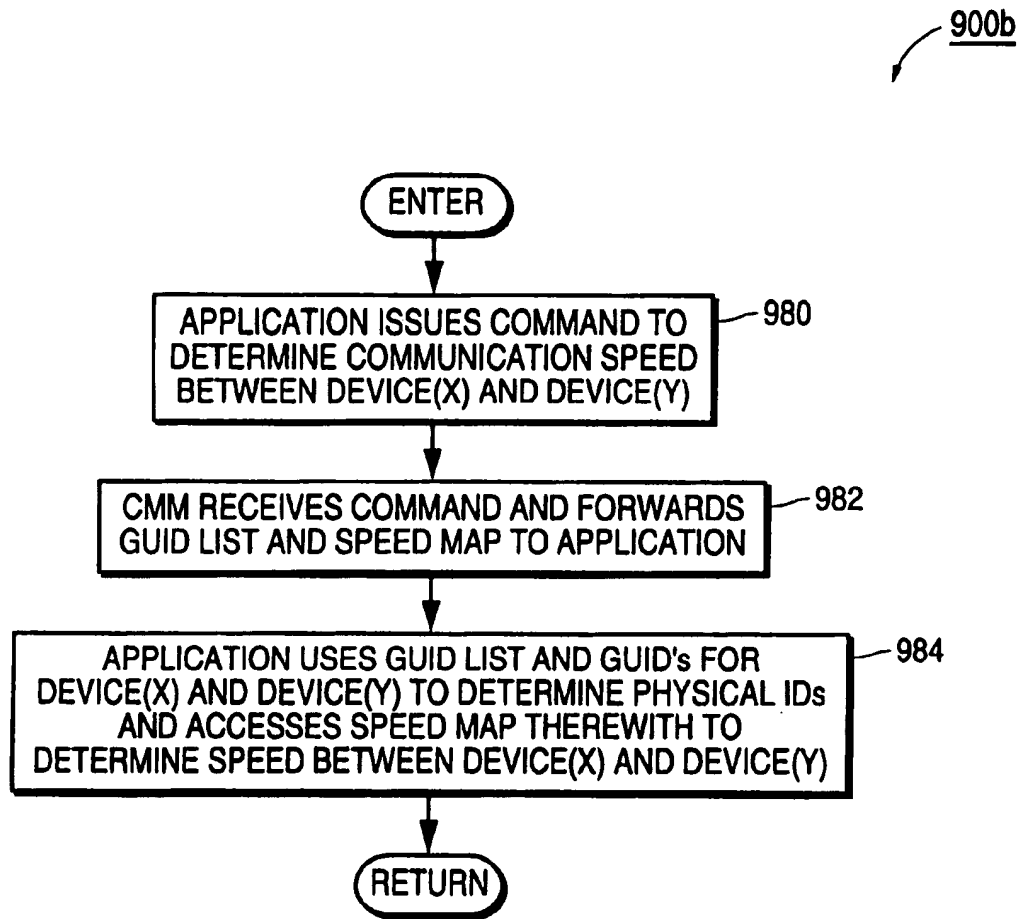 900b
ENTER
APPLICATION ISSUES COMMAND TO
DETERMINE COMMUNICATION SPEED
BETWEEN DEVICE(X) AND DEVICE(Y)
980
CMM RECEIVES COMMAND AND FORWARDS
GUID LIST AND SPEED MAP TO APPLICATION
982
APPLICATION USES GUID LIST AND GUID's FOR
DEVICE(X) AND DEVICE(Y) TO DETERMINE PHYSICAL IDs
AND ACCESSES SPEED MAP THEREWITH TO
DETERMINE SPEED BETWEEN DEVICE(X) AND DEVICE(Y)
984
RETURN